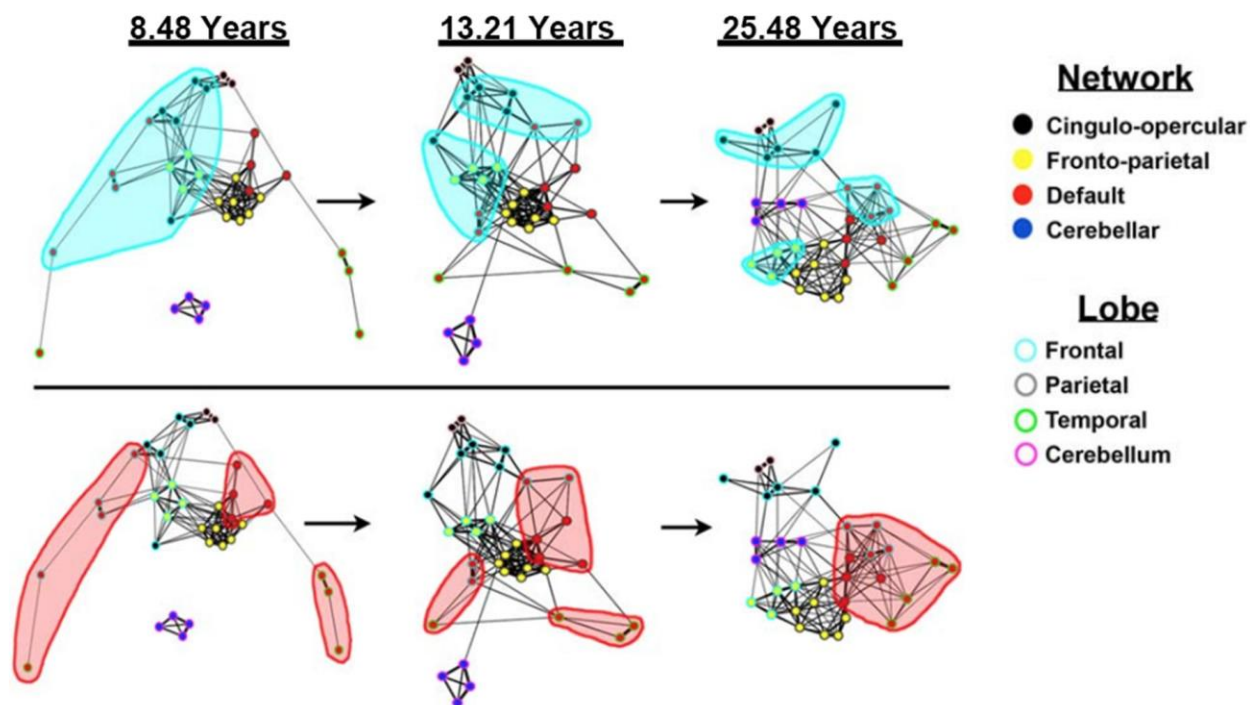 8.48 Years
13.21 Years
25.48 Years
Network
Cingulo-opercular
Fronto-parietal
Default
Cerebellar
Lobe
Frontal
Parietal
Temporal
Cerebellum